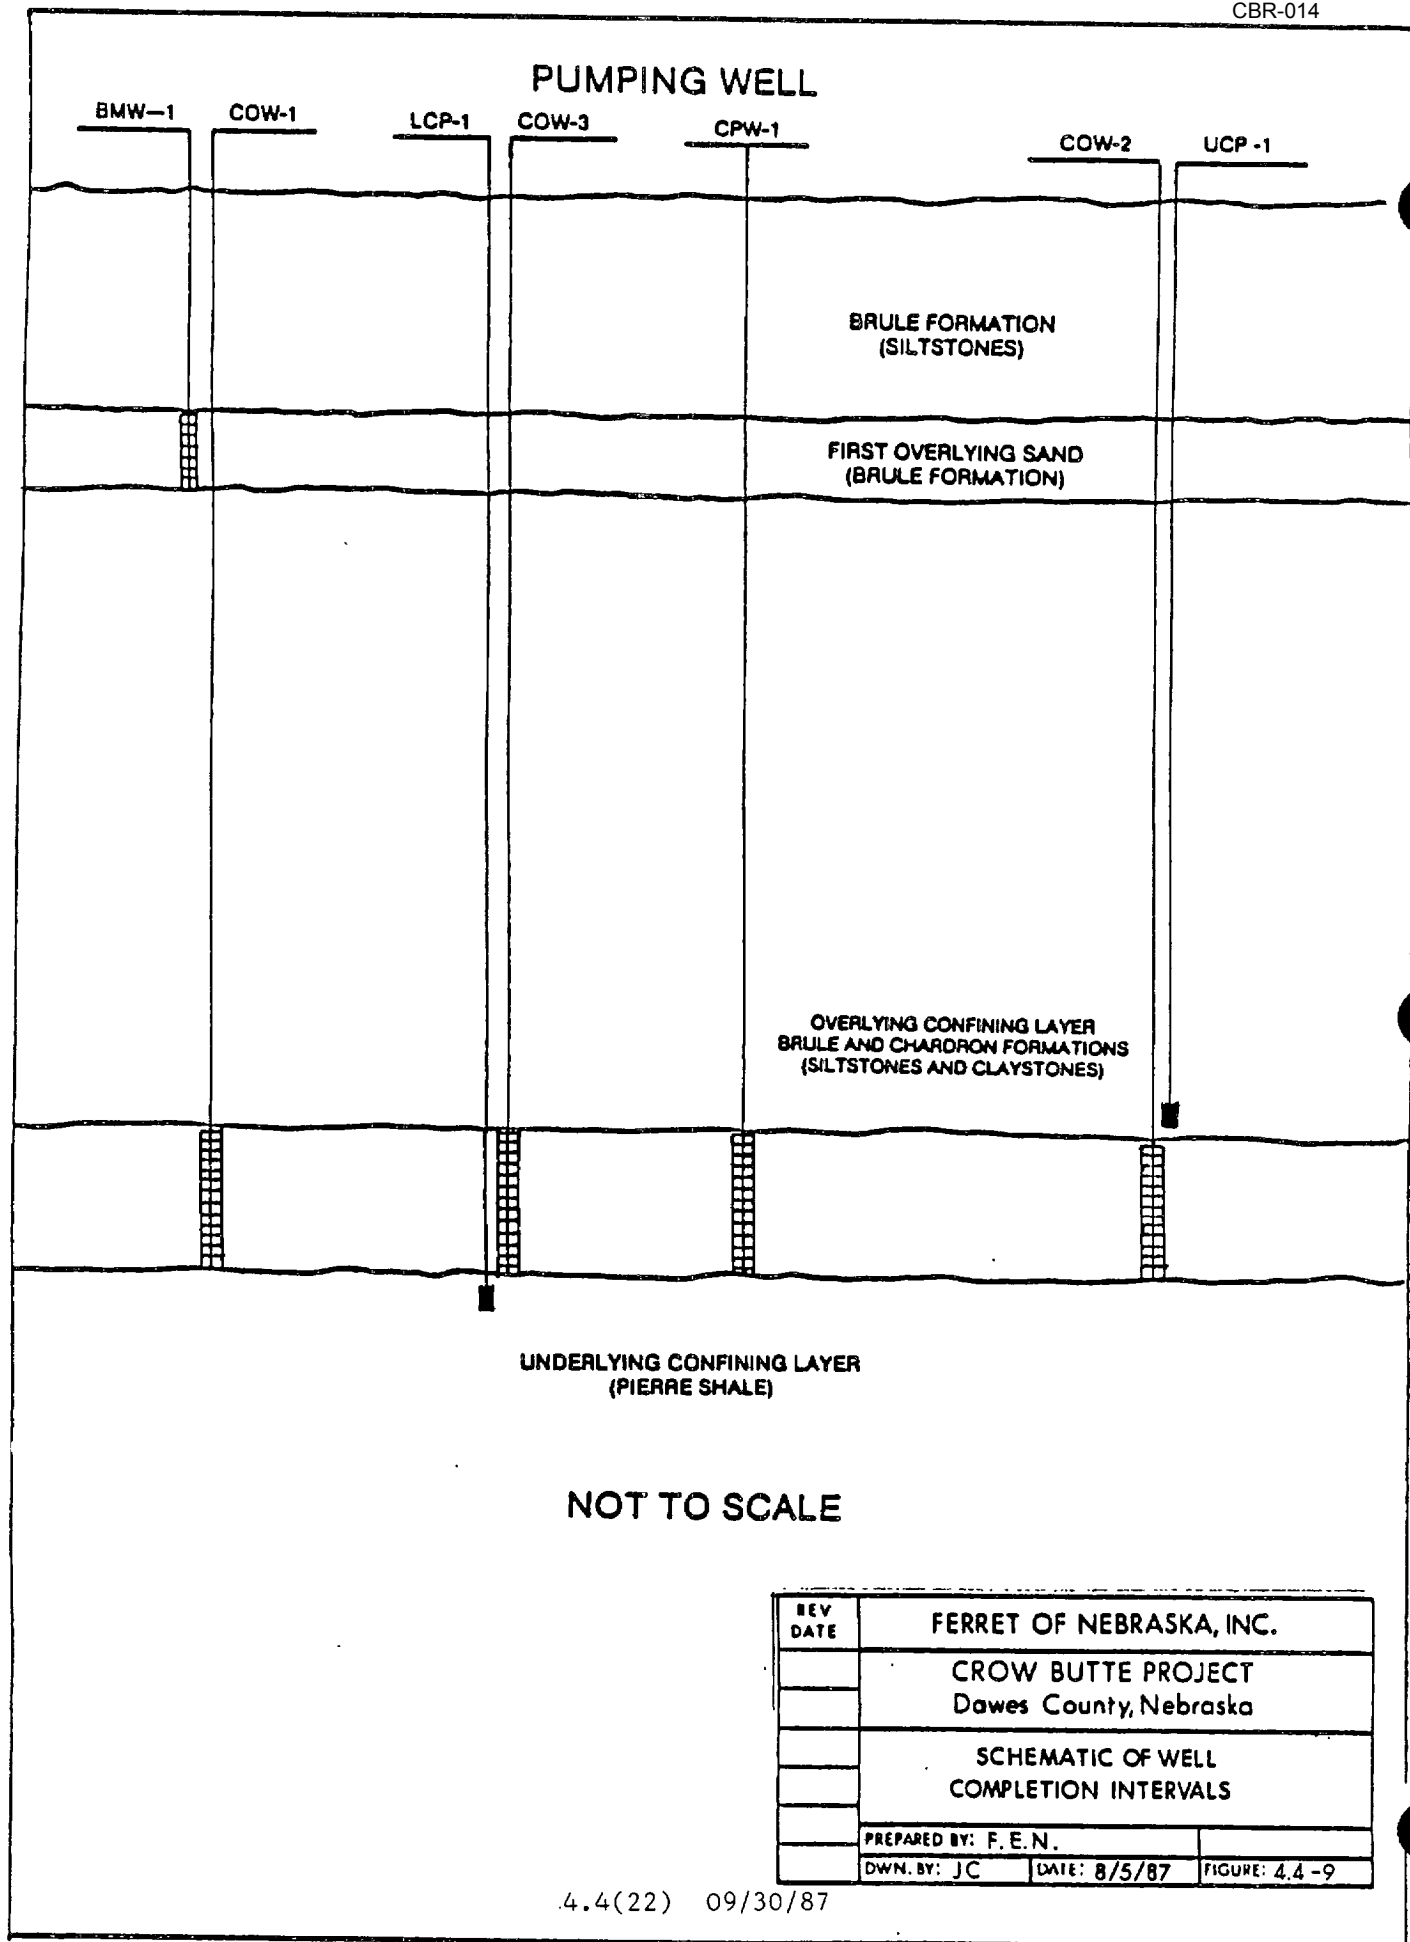 CBR-014
PUMPING WELL
BMW-1
COW-1
LCP-1
COW-3
CPW-1
COW-2
UCP -1
BRULE FORMATION
(SILTSTONES)
FIRST OVERLYING SAND
(BRULE FORMATION)
OVERLYING CONFINING LAYER
BRULE AND CHARDRON FORMATIONS
(SILTSTONES AND CLAYSTONES)
UNDERLYING CONFINING LAYER
(PIERRE SHALE)
NOT TO SCALE
REV
DATE
FERRET OF NEBRASKA, INC.
CROW BUTTE PROJECT
Dawes County, Nebraska
SCHEMATIC OF WELL
COMPLETION INTERVALS
PREPARED BY: F.E.N.
DWN. BY: JC
DATE: 8/5/87
FIGURE: 4.4-9
4.4(22) 09/30/87